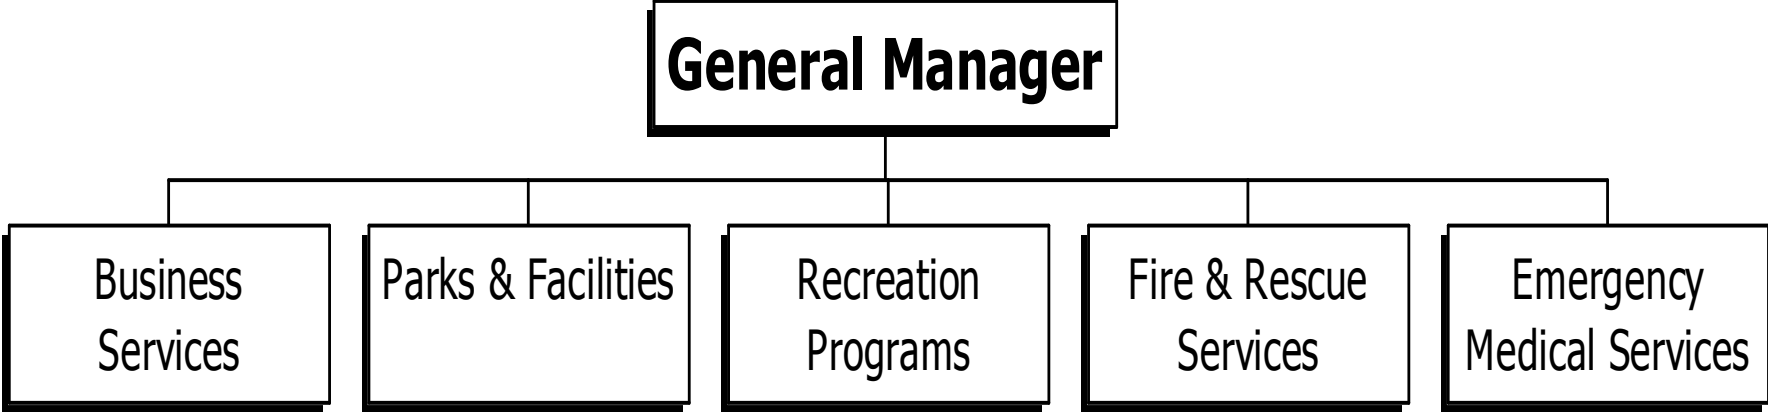 General Manager
Business
Services
Parks & Facilities
Recreation
Programs
Fire & Rescue
Services
Emergency
Medical Services